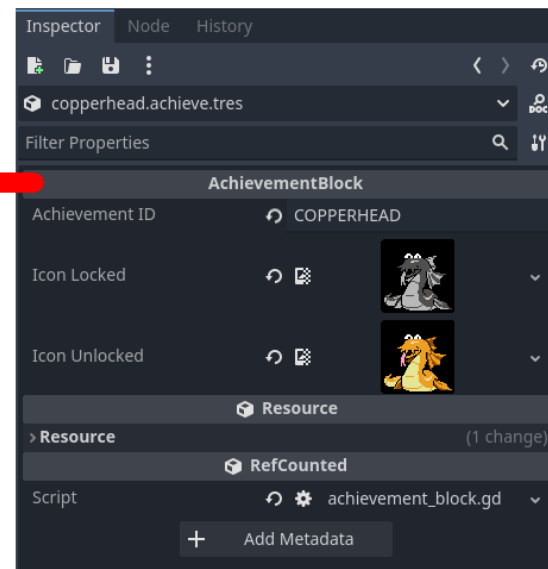 Inspector Node History
copperhead.achieve.tres
DOC
Filter Properties
AchievementBlock
Achievement ID COPPERHEAD
Icon Locked
Icon Unlocked
Resource
Resource (1 change)
RefCounted
Script achievement_block.gd
+ Add Metadata